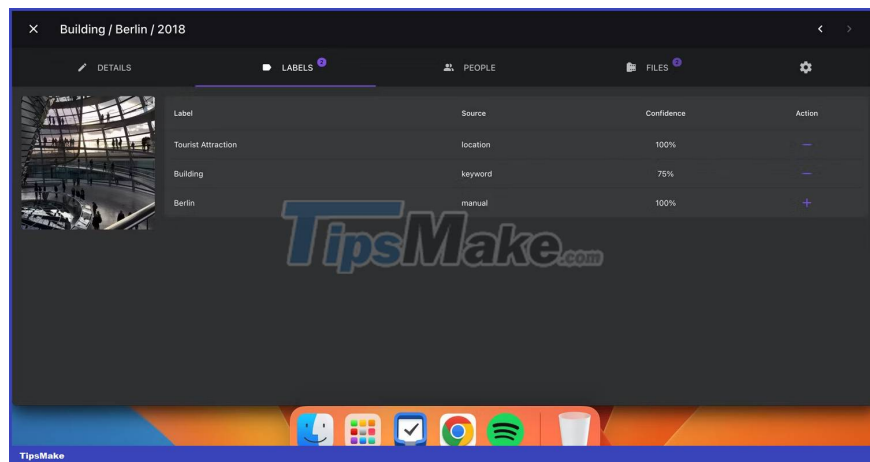 Building / Berlin / 2018
DETAILS
LABELS 2
PEOPLE
FILES
Label Source Confidence Action
Tourist Attraction location 100% −
Building keyword 75% −
Berlin manual 100% +
TipsMake.com
TipsMake